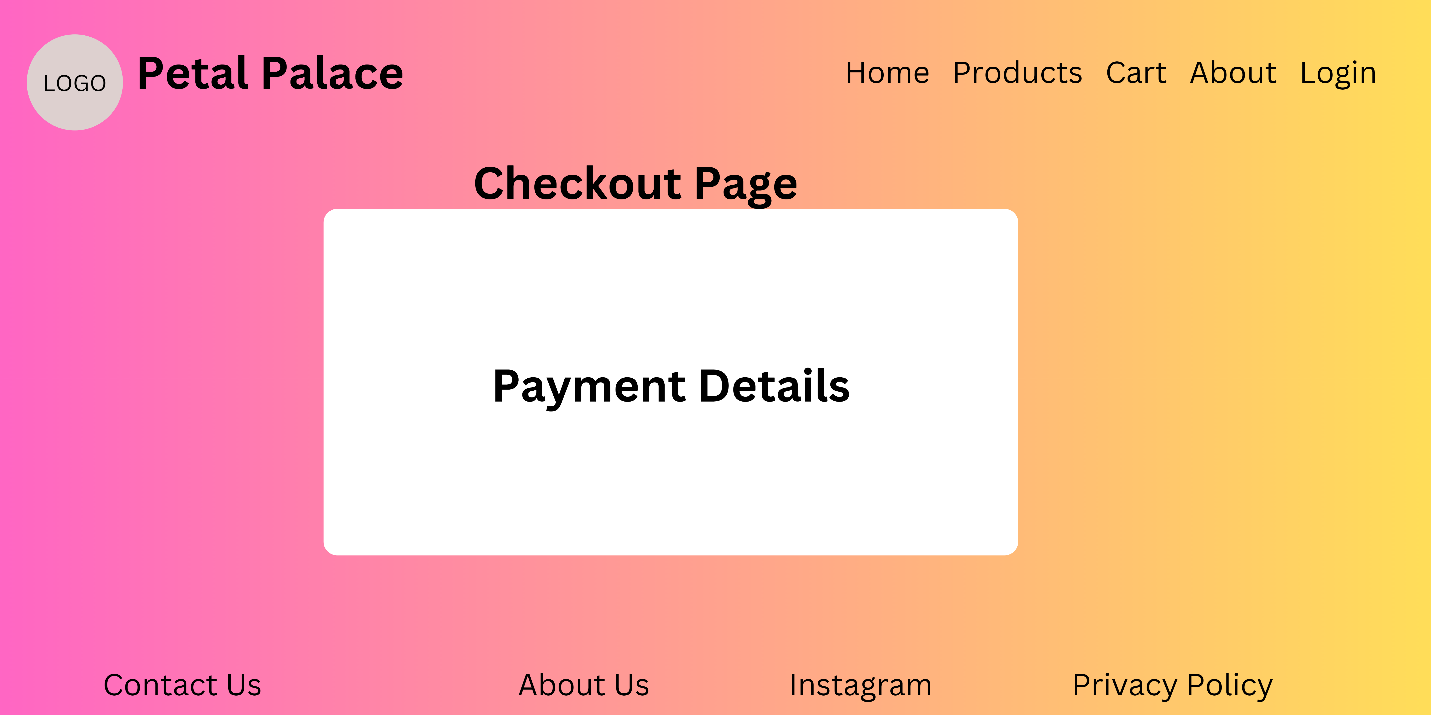 LOGO
Petal Palace
Home Products Cart About Login
Checkout Page
Payment Details
Contact Us About Us Instagram Privacy Policy